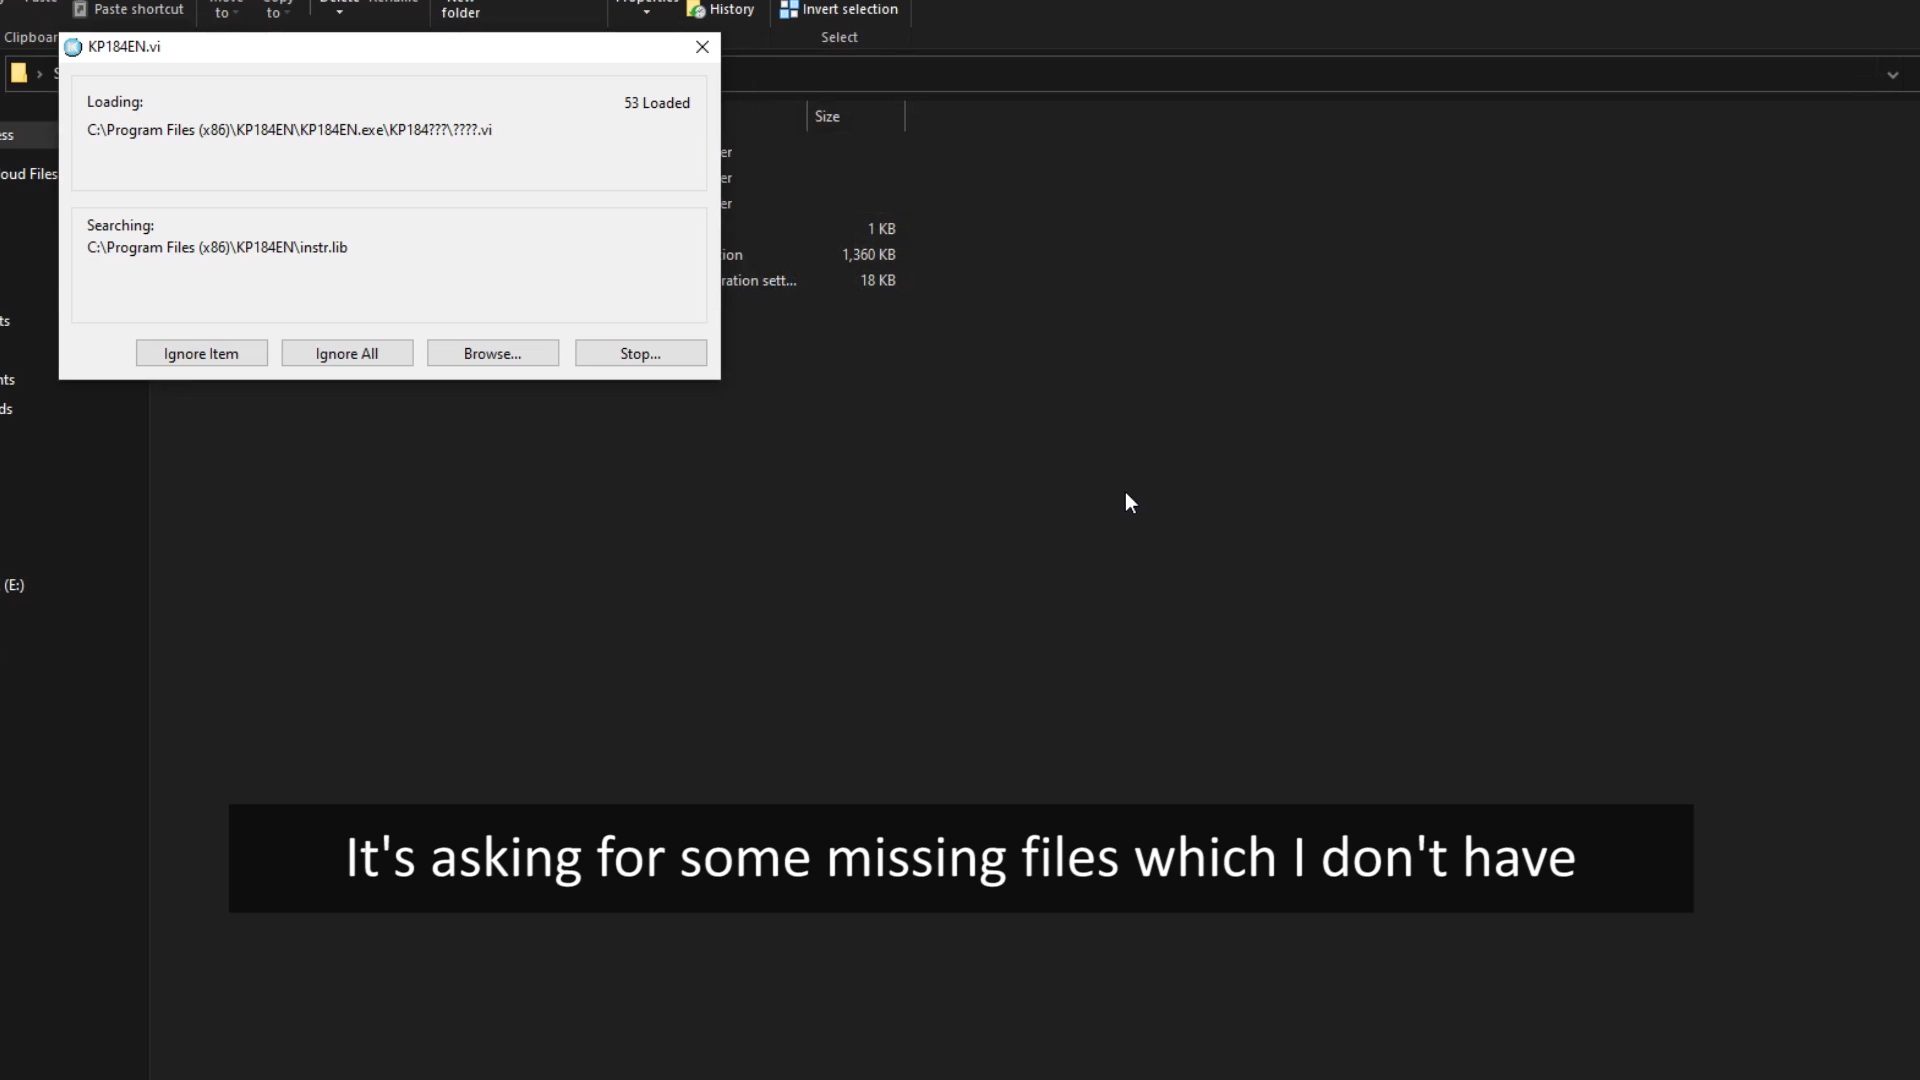 Paste shortcut
to
to
folder
History
Invert selection
Select
KP184EN.vi
Loading:
53 Loaded
C:\Program Files (x86)\KP184EN\KP184EN.exe\KP184???\????.vi
Searching:
C:\Program Files (x86)\KP184EN\instr.lib
Ignore Item
Ignore All
Browse...
Stop...
Size
er
er
er
1 KB
ion
1,360 KB
ration sett...
18 KB
ess
oud Files
ts
nts
ds
(E:)
It's asking for some missing files which I don't have